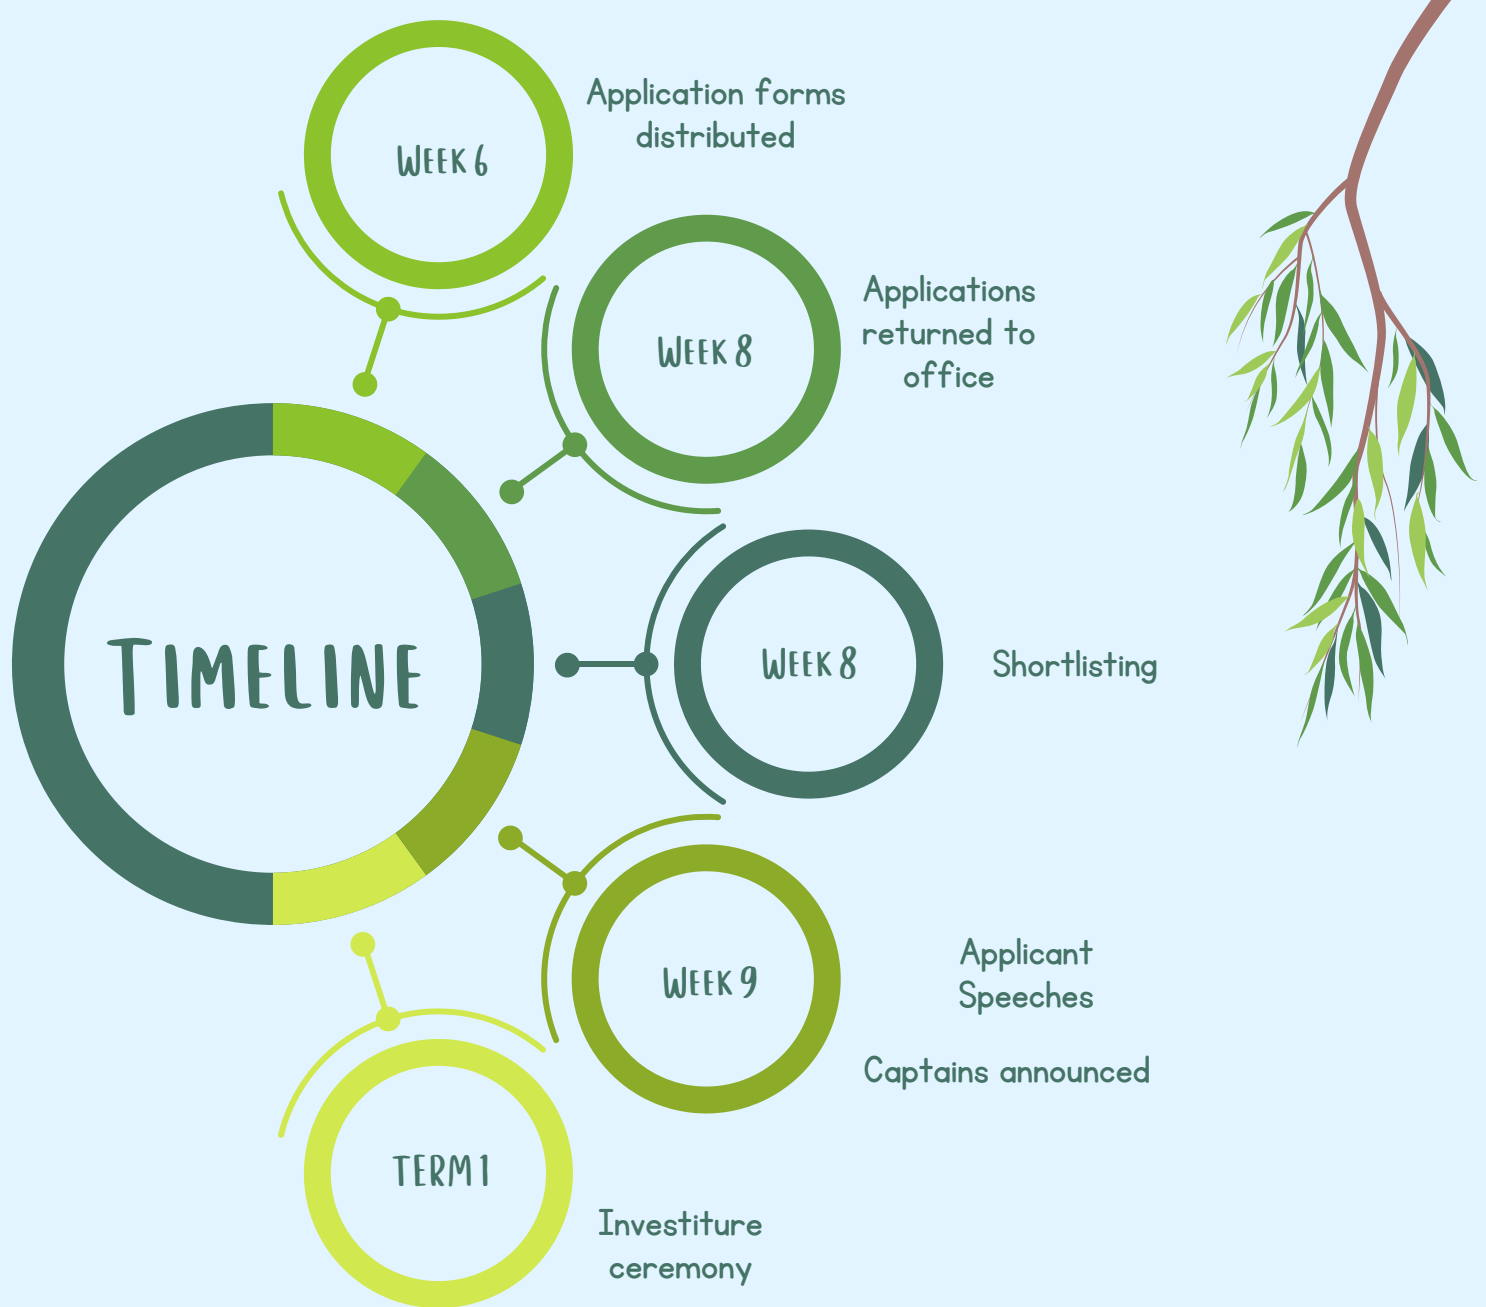 WEEK 6
Application forms
distributed
WEEK 8
Applications
returned to
office
TIMELINE
WEEK 8
Shortlisting
WEEK 9
Applicant
Speeches
Captains announced
TERM 1
Investiture
ceremony